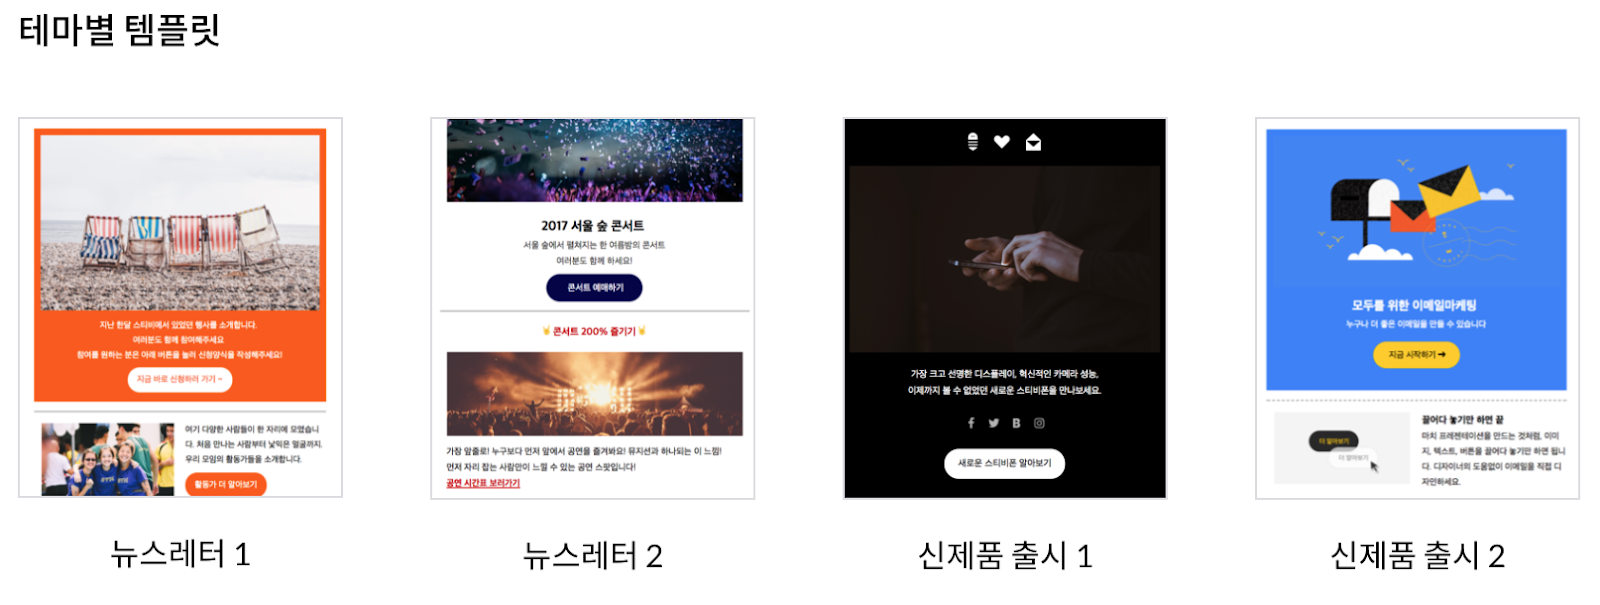 테마별 템플릿
지난 한달 스티비에서 있었던 행사를 소개합니다.
여러분도 함께 참여해주세요
참여를 원하는 분은 아래 버튼을 눌러 신청양식을 작성해주세요!
지금 바로 신청하러 가기 ~
여기 다양한 사람들이 한 자리에 모였습니
다. 처음 만나는 사람부터 낯익은 얼굴까지.
우리 모임의 활동가들을 소개합니다.
활동가 더 알아보기
뉴스레터 1
2017 서울 숲 콘서트
서울 숲에서 펼쳐지는 한 여름밤의 콘서트
여러분도 함께 하세요!
콘서트 예매하기
🤘콘서트 200% 즐기기🤘
가장 앞줄로! 누구보다 먼저 앞에서 공연을 즐겨봐요! 뮤지션과 하나되는 이 느낌!
먼저 자리 잡는 사람만이 느낄 수 있는 공연 스팟입니다!
공연 시간표 보러가기
뉴스레터 2
가장 크고 선명한 디스플레이, 혁신적인 카메라 성능,
이제까지 볼 수 없었던 새로운 스티비폰을 만나보세요.
새로운 스티비폰 알아보기
신제품 출시 1
모두를 위한 이메일마케팅
누구나 더 좋은 이메일을 만들 수 있습니다
지금 시작하기 ➔
더 알아보기
더 알아보기
끌어다 놓기만 하면 끝
마치 프레젠테이션을 만드는 것처럼, 이미
지, 텍스트, 버튼을 끌어다 놓기만 하면 됩니
다. 디자이너의 도움없이 이메일을 직접 디
자인하세요.
신제품 출시 2